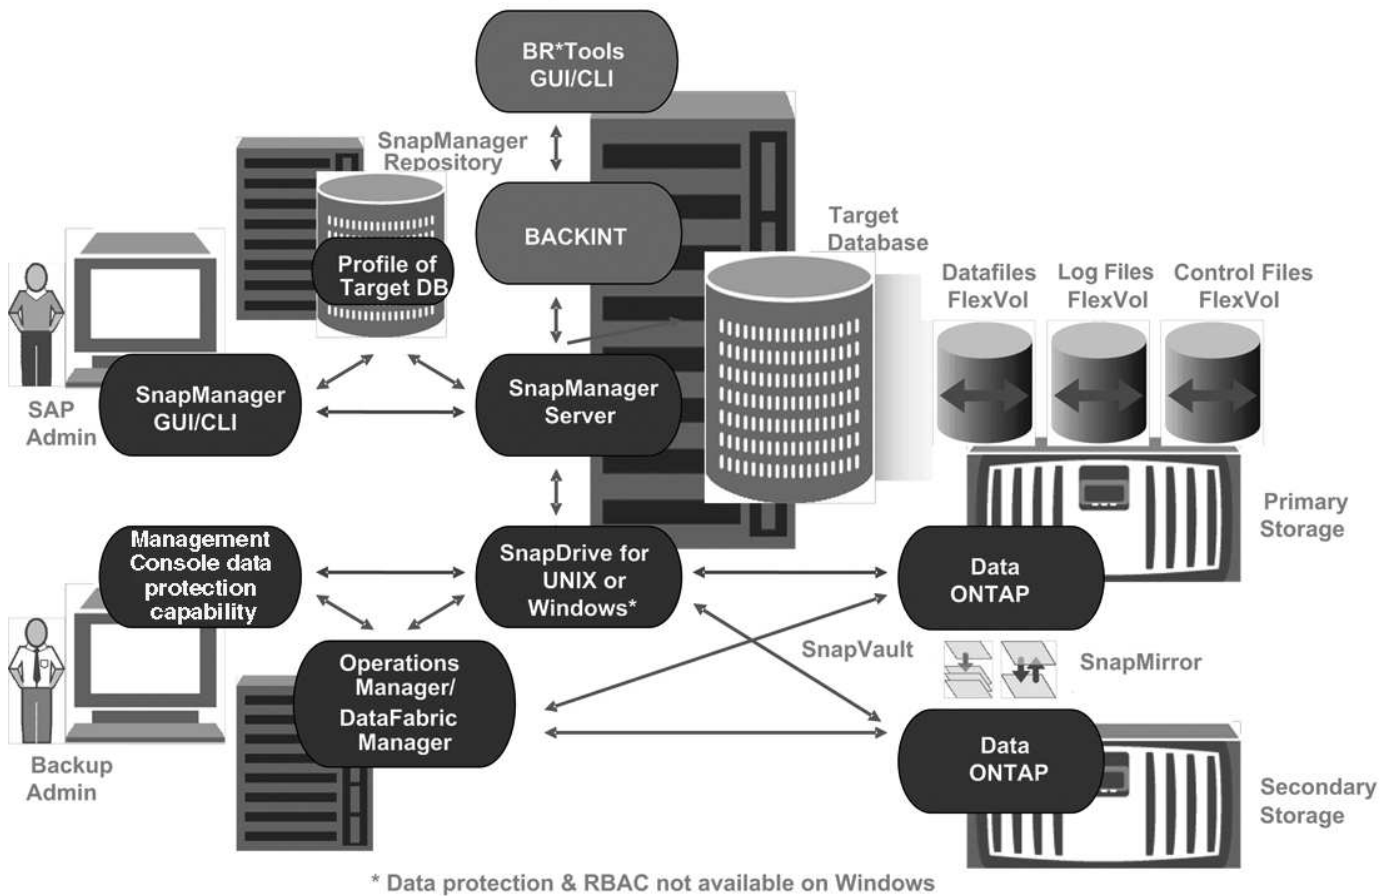 BR*Tools
GUI/CLI
SnapManager
Repository
BACKINT
Target
Database
Profile of
Target DB
Datafiles
FlexVol
Log Files
FlexVol
Control Files
FlexVol
SAP
Admin
SnapManager
GUI/CLI
SnapManager
Server
Primary
Storage
Management
Console data
protection
capability
SnapDrive for
UNIX or
Windows*
Data
ONTAP
SnapVault
SnapMirror
Operations
Manager/
DataFabric
Manager
Backup
Admin
Data
ONTAP
Secondary
Storage
* Data protection & RBAC not available on Windows